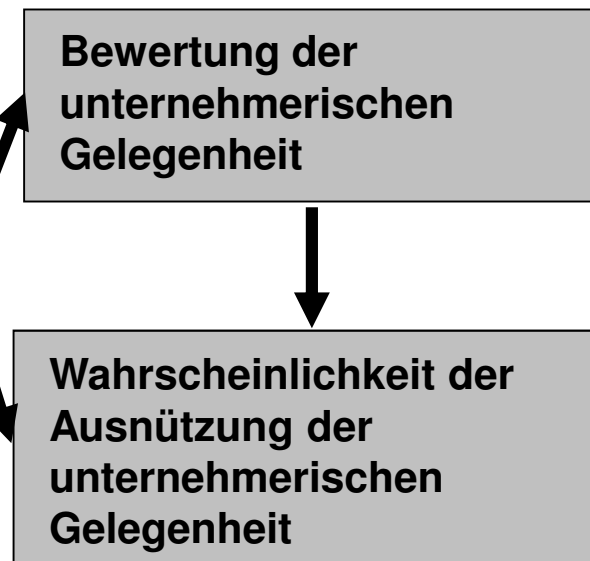 Bewertung der
unternehmerischen
Gelegenheit
Wahrscheinlichkeit der
Ausnützung der
unternehmerischen
Gelegenheit